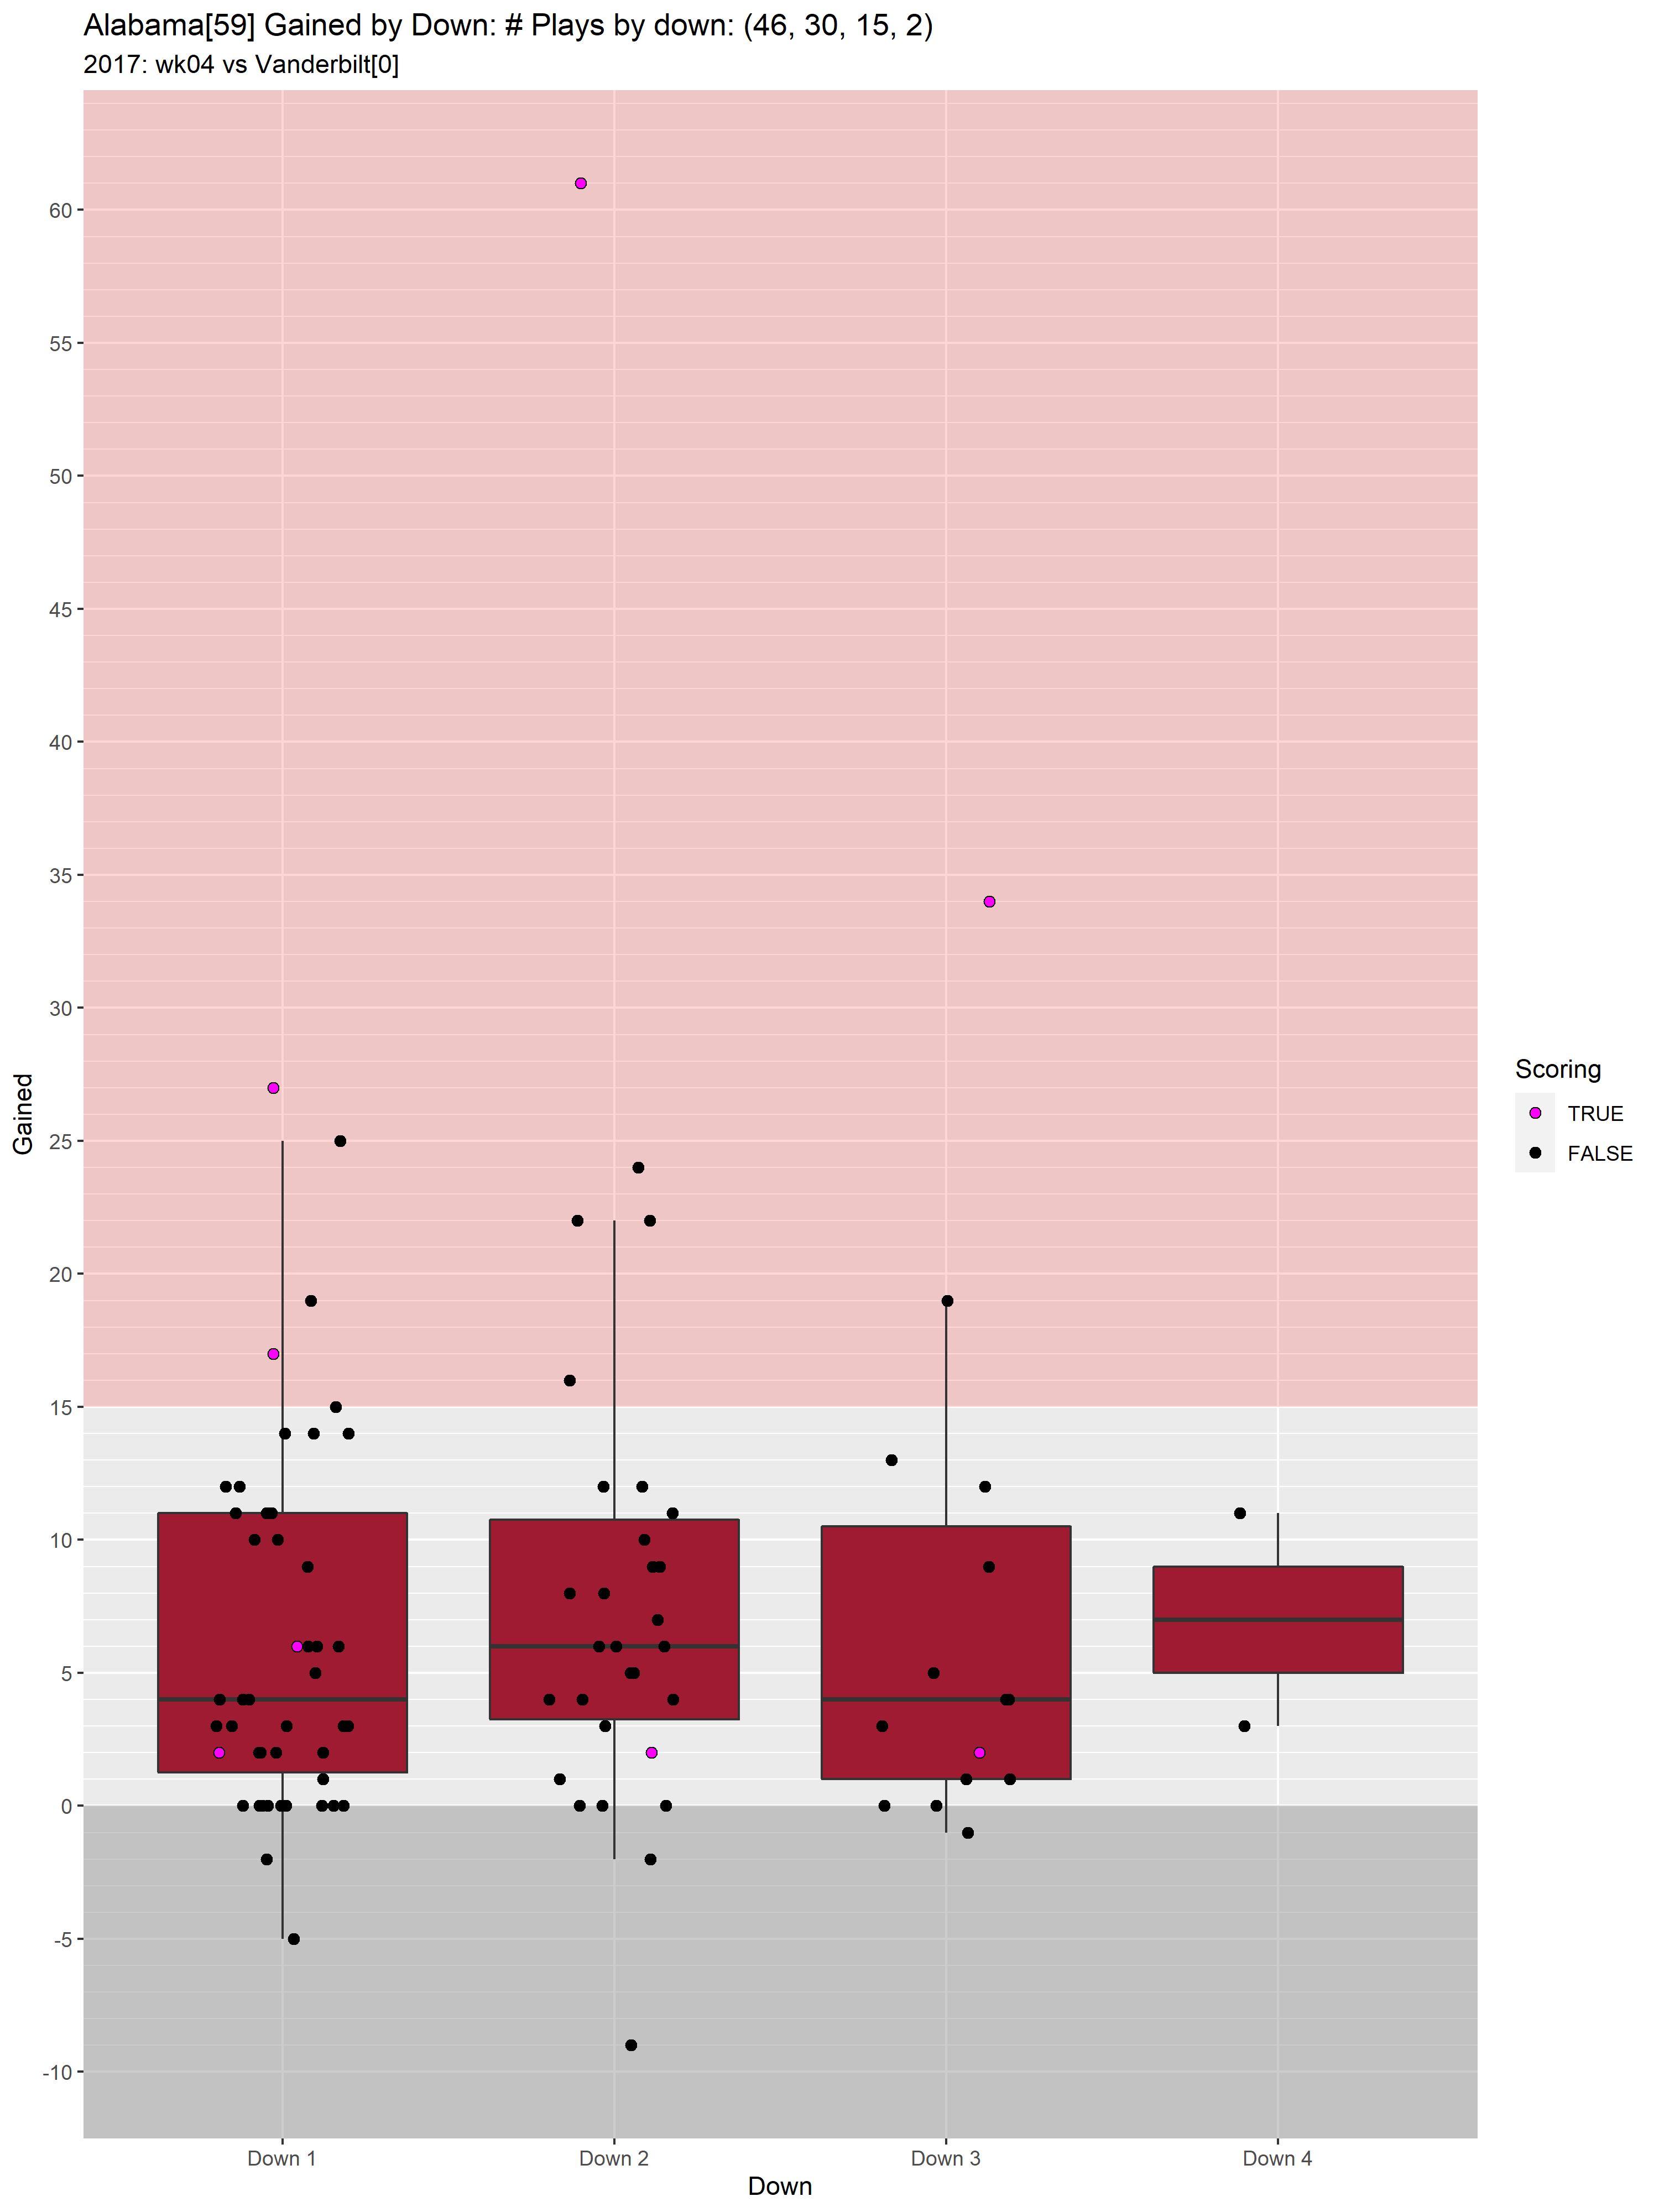 Alabama[59] Gained by Down: # Plays by down: (46, 30, 15, 2)
2017: wk04 vs Vanderbilt[0]
Gained
60
55
50
45
40
35
30
25
20
15
10
5
0
-5
-10
Down 1
Down 2
Down 3
Down 4
Down
Scoring
TRUE
FALSE